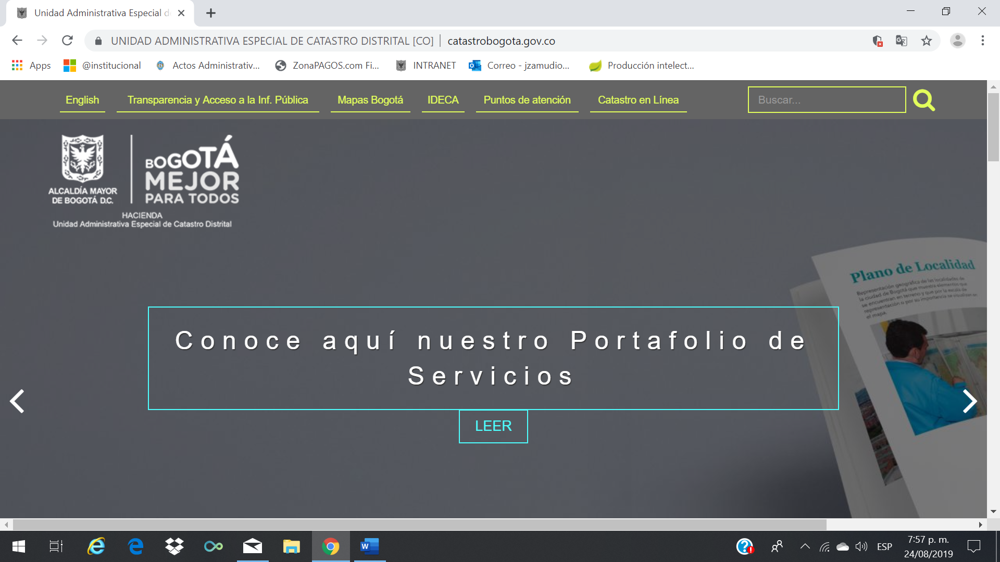 Unidad Administrativa Especial d
UNIDAD ADMINISTRATIVA ESPECIAL DE CATASTRO DISTRITAL [CO] | catastrobogota.gov.co
Apps @institucional Actos Administrativ... ZonaPAGOS.com Fi... INTRANET Correo - jzamudio... Producción intelect...
English Transparencia y Acceso a la Inf. Pública Mapas Bogotá IDECA Puntos de atención Catastro en Línea Buscar...
ALCALDÍA MAYOR
DE BOGOTÁ D.C.
BOGOTÁ
MEJOR
PARA TODOS
HACIENDA
Unidad Administrativa Especial de Catastro Distrital
Plano de Localidad
Representación geográfica de las localidades de
la ciudad de Bogotá que muestra elementos que
se encuentran en terreno y que por la escala de
representación o por su importancia se visualizan en
el mapa.
Conoce aquí nuestro Portafolio de
Servicios
LEER
ESP
7:57 p. m.
24/08/2019